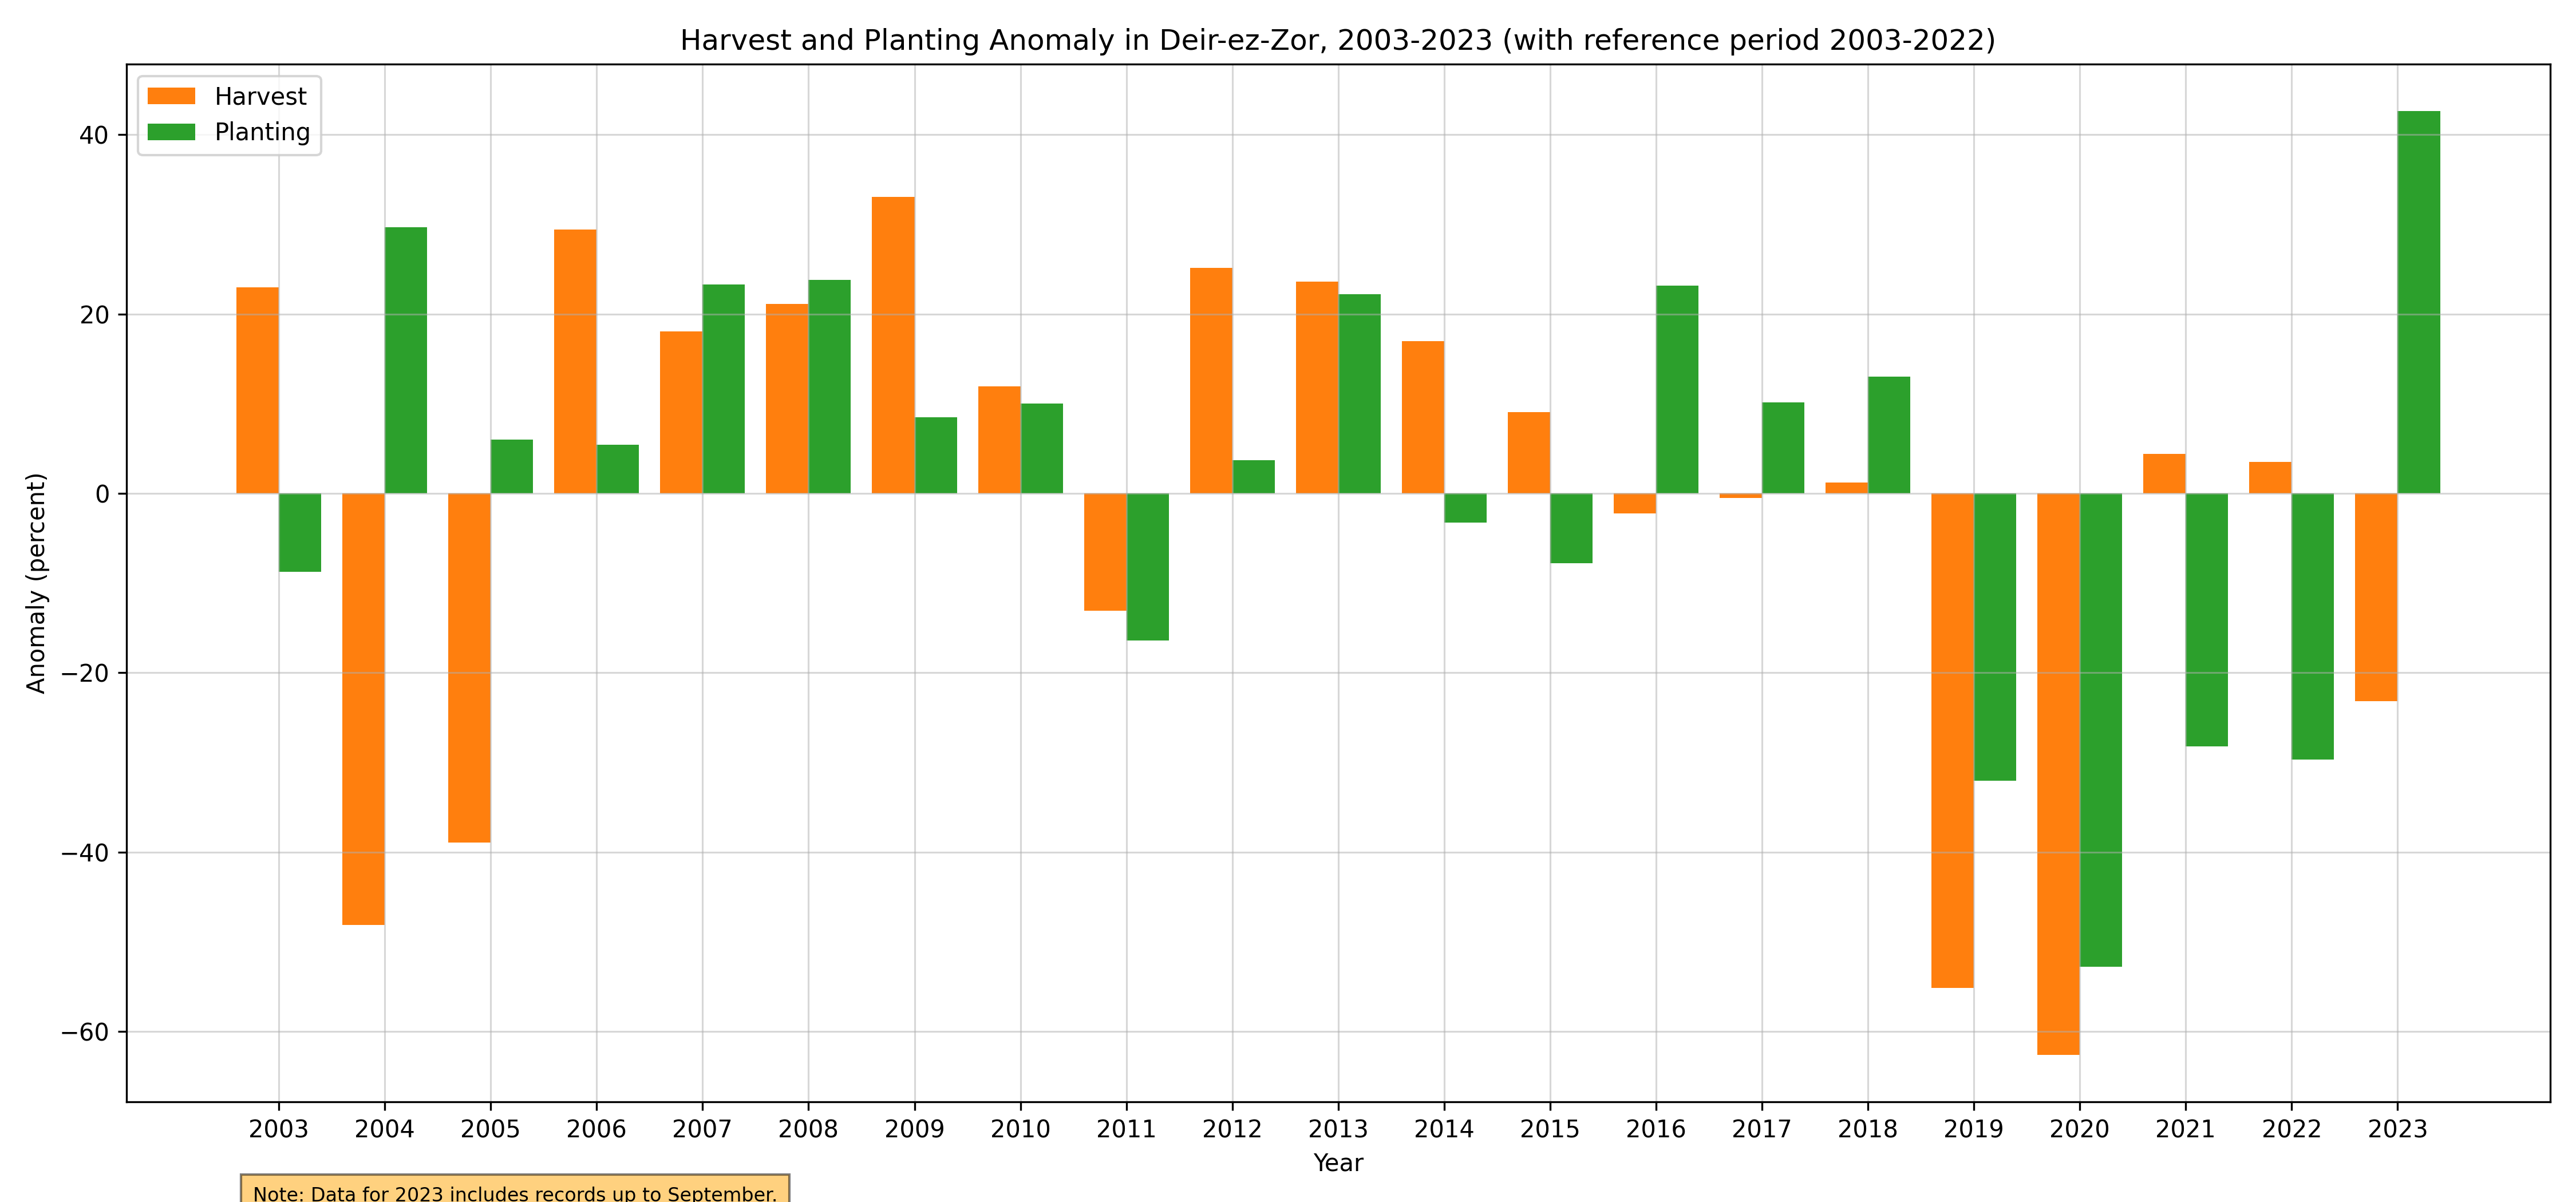 Harvest and Planting Anomaly in Deir-ez-Zor, 2003-2023 (with reference period 2003-2022)
Harvest
Planting
Anomaly (percent)
40
20
0
−20
−40
−60
2003 2004 2005 2006 2007 2008 2009 2010 2011 2012 2013 2014 2015 2016 2017 2018 2019 2020 2021 2022 2023
Year
Note: Data for 2023 includes records up to September.